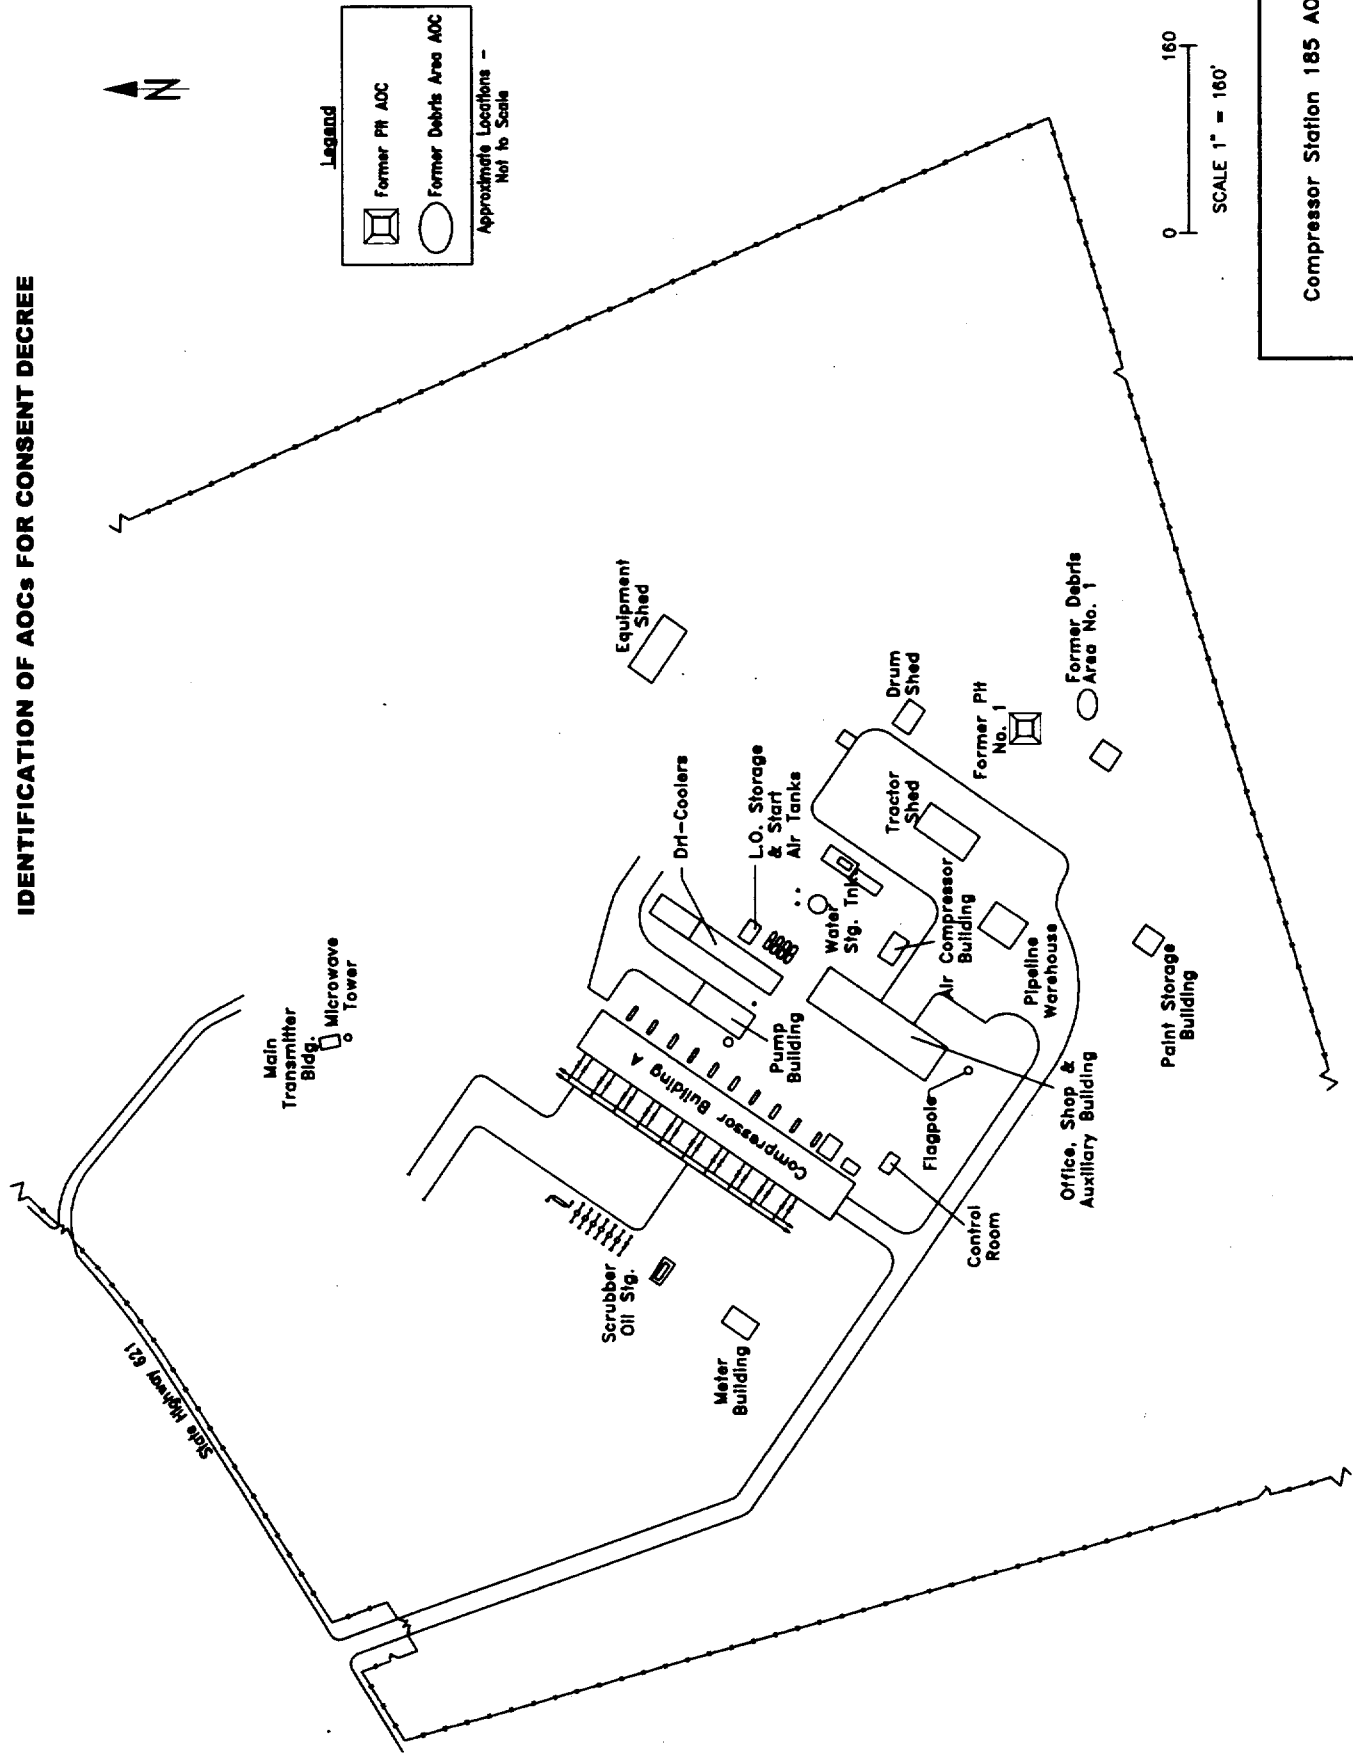 IDENTIFICATION OF AOCs FOR CONSENT DECREE
N
Legend
Former Pit AOC
Former Debris Area AOC
Approximate Locations -
Not to Scale
State Highway 621
Main
Transmitter
Bldg.
Microwave
Tower
Equipment
Shed
Dri-Coolers
L.O. Storage
& Start
Air Tanks
Scrubber
Oil Stg.
Meter
Building
Compressor Building A
Pump
Building
Water
Stg. Tnk.
Drum
Shed
Tractor
Shed
Air Compressor
Building
Former Pit
No. 1
Former Debris
Area No. 1
Pipeline
Warehouse
Flagpole
Control
Room
Office, Shop &
Auxiliary Building
Paint Storage
Building
0 160
SCALE 1" = 160'
Compressor Station 185